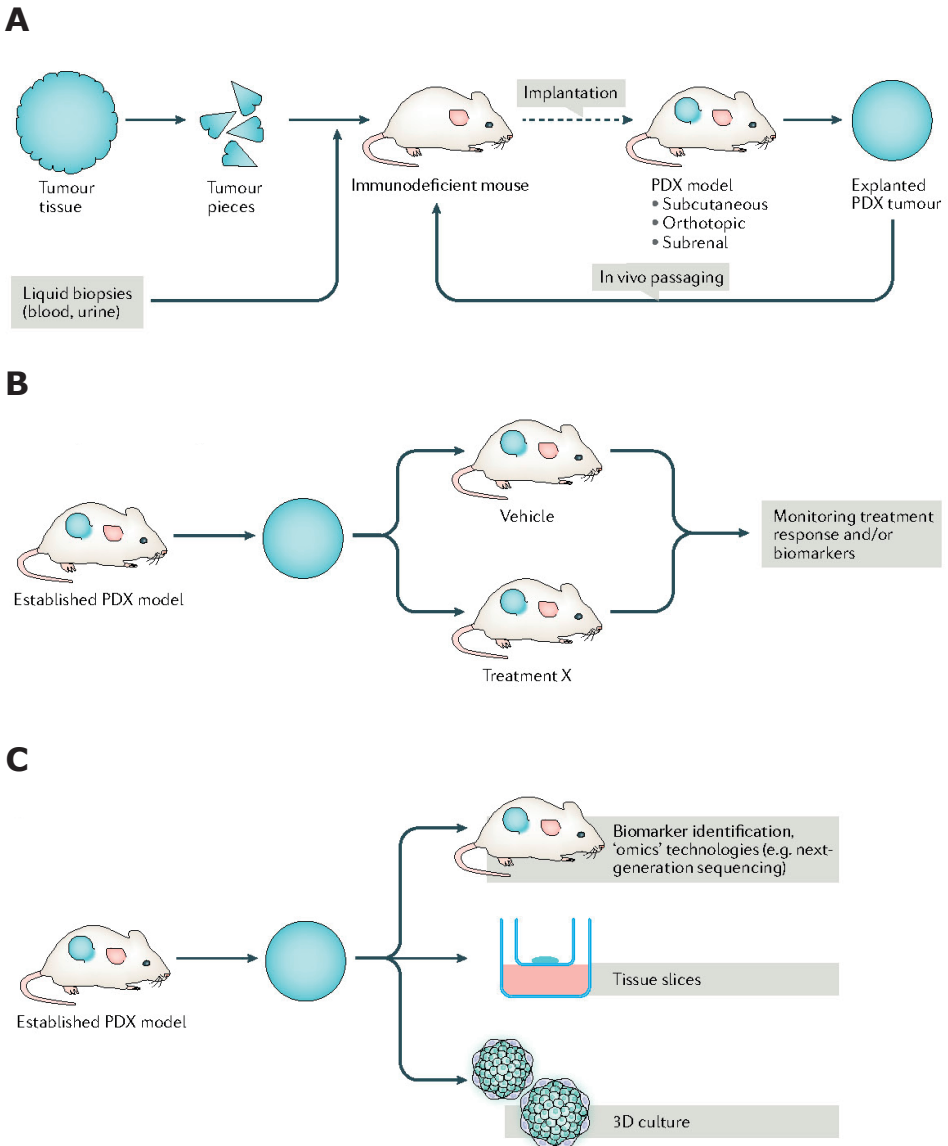 A
Implantation
Tumour
tissue
Tumour
pieces
Immunodeficient mouse
PDX model
• Subcutaneous
• Orthotopic
• Subrenal
Explanted
PDX tumour
In vivo passaging
Liquid biopsies
(blood, urine)
B
Vehicle
Established PDX model
Monitoring treatment
response and/or
biomarkers
Treatment X
C
Biomarker identification,
‘omics’ technologies (e.g. next-
generation sequencing)
Established PDX model
Tissue slices
3D culture